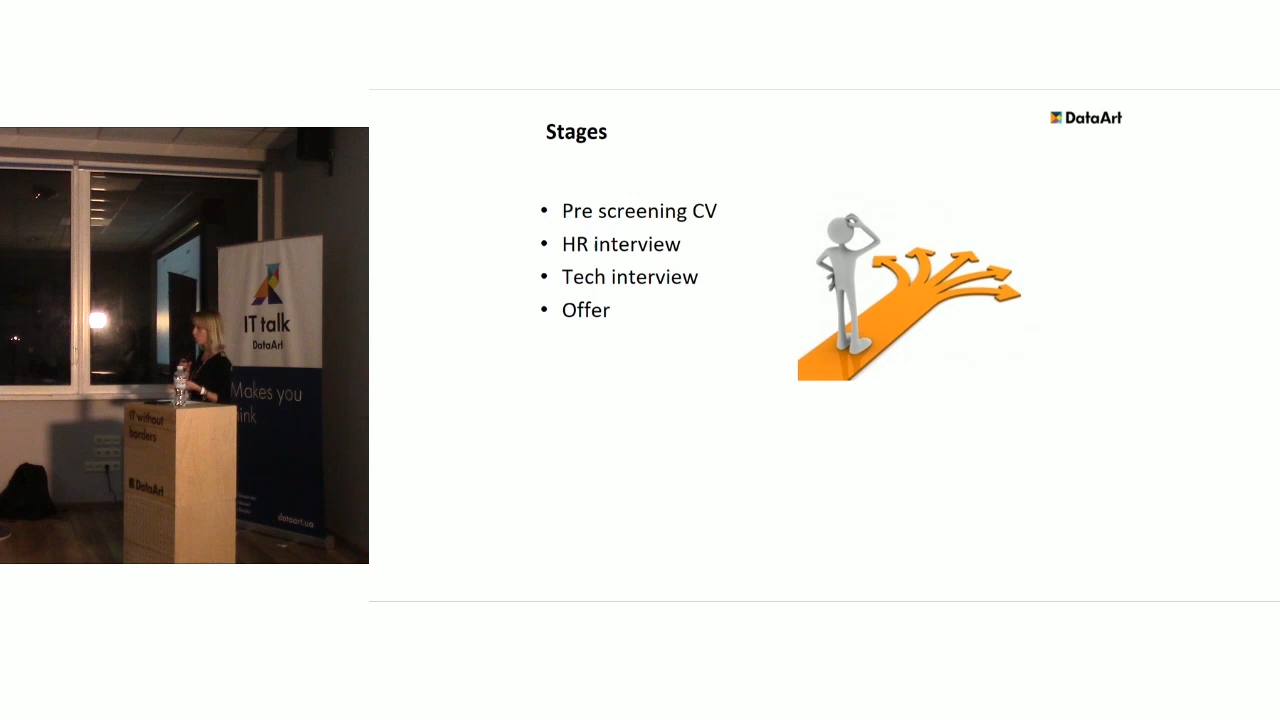 Stages
DataArt
• Pre screening CV
• HR interview
• Tech interview
• Offer
IT talk
DataArt
Makes you
IT without
borders
DataArt
dataart.ua